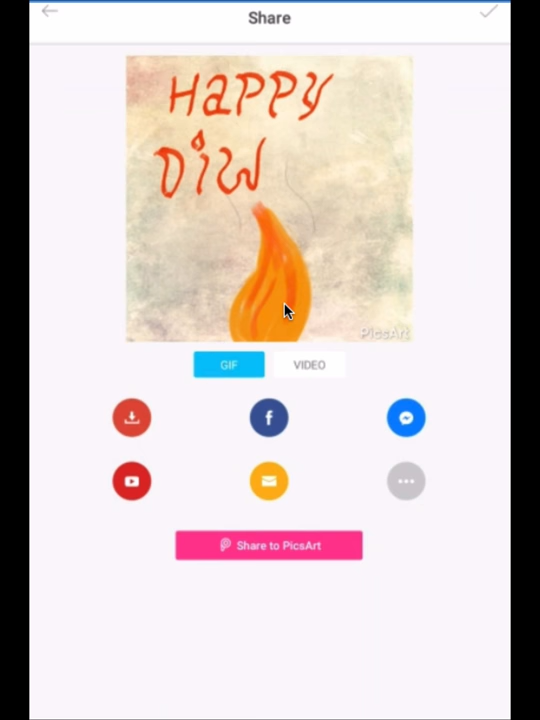 Share
HAPPY
DiW
PicsArt
GIF VIDEO
Share to PicsArt